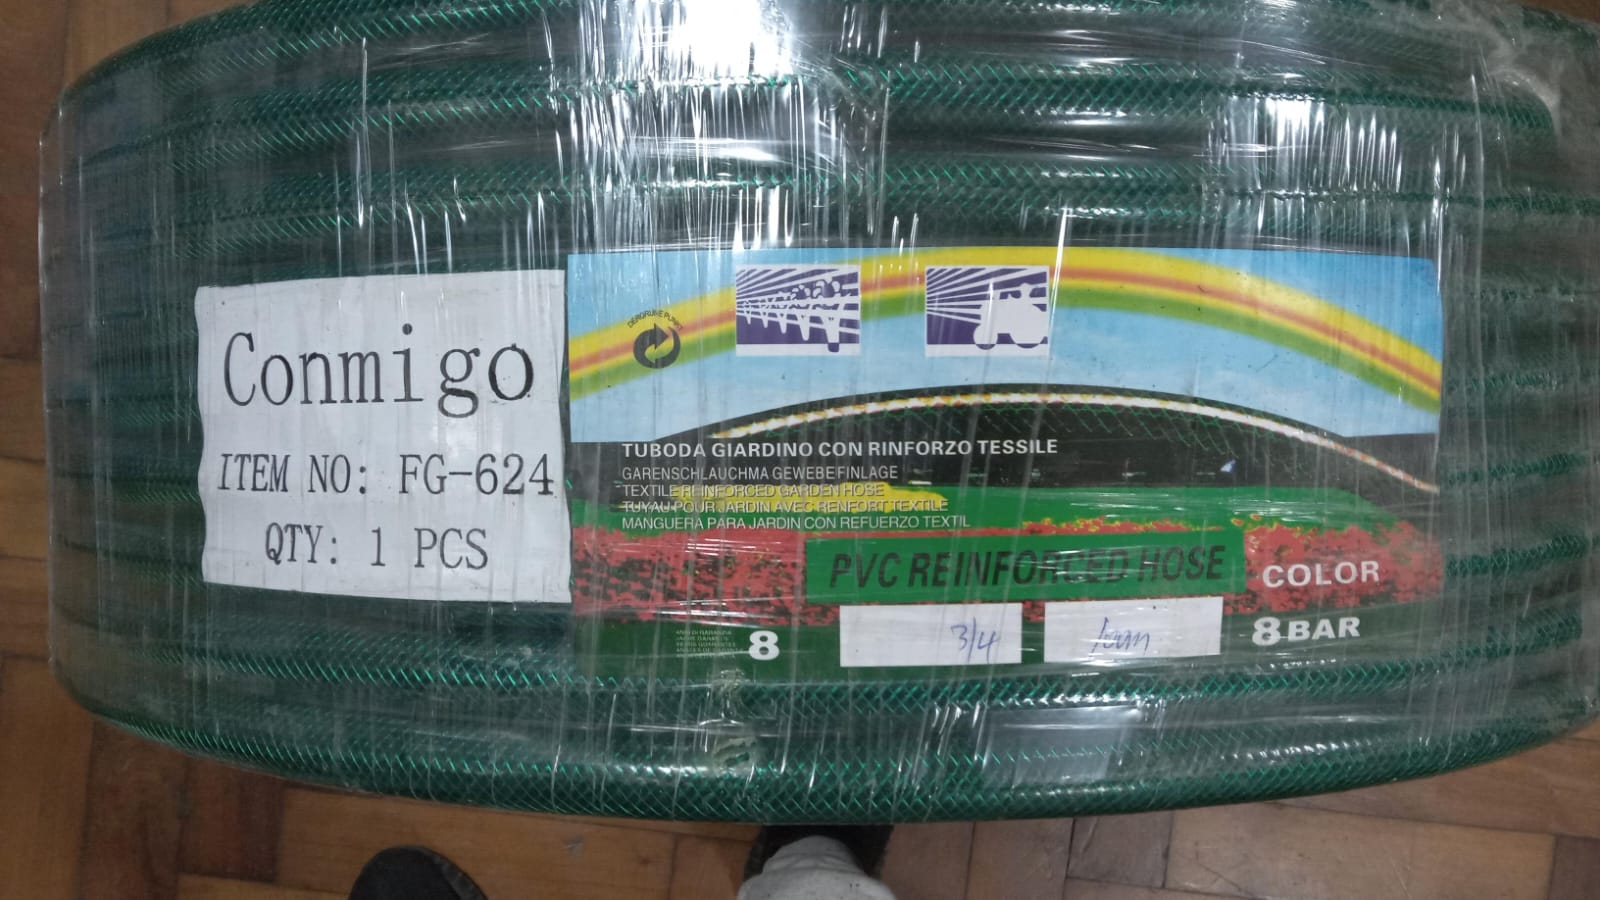 Conmigo
ITEM NO: FG-624
QTY: 1 PCS
TUBODA GIARDINO CON RINFORZO TESSILE
GARENSCHLAUCHMA GEWEBEFINLAGE
TEXTILE REINFORCED GARDEN HOSE
TUYAU POUR JARDIN AVEC RENFORT TEXTILE
MANGUERA PARA JARDIN CON REFUERZO TEXTIL
PVC REINFORCED HOSE
COLOR
8
3/4
8 BAR